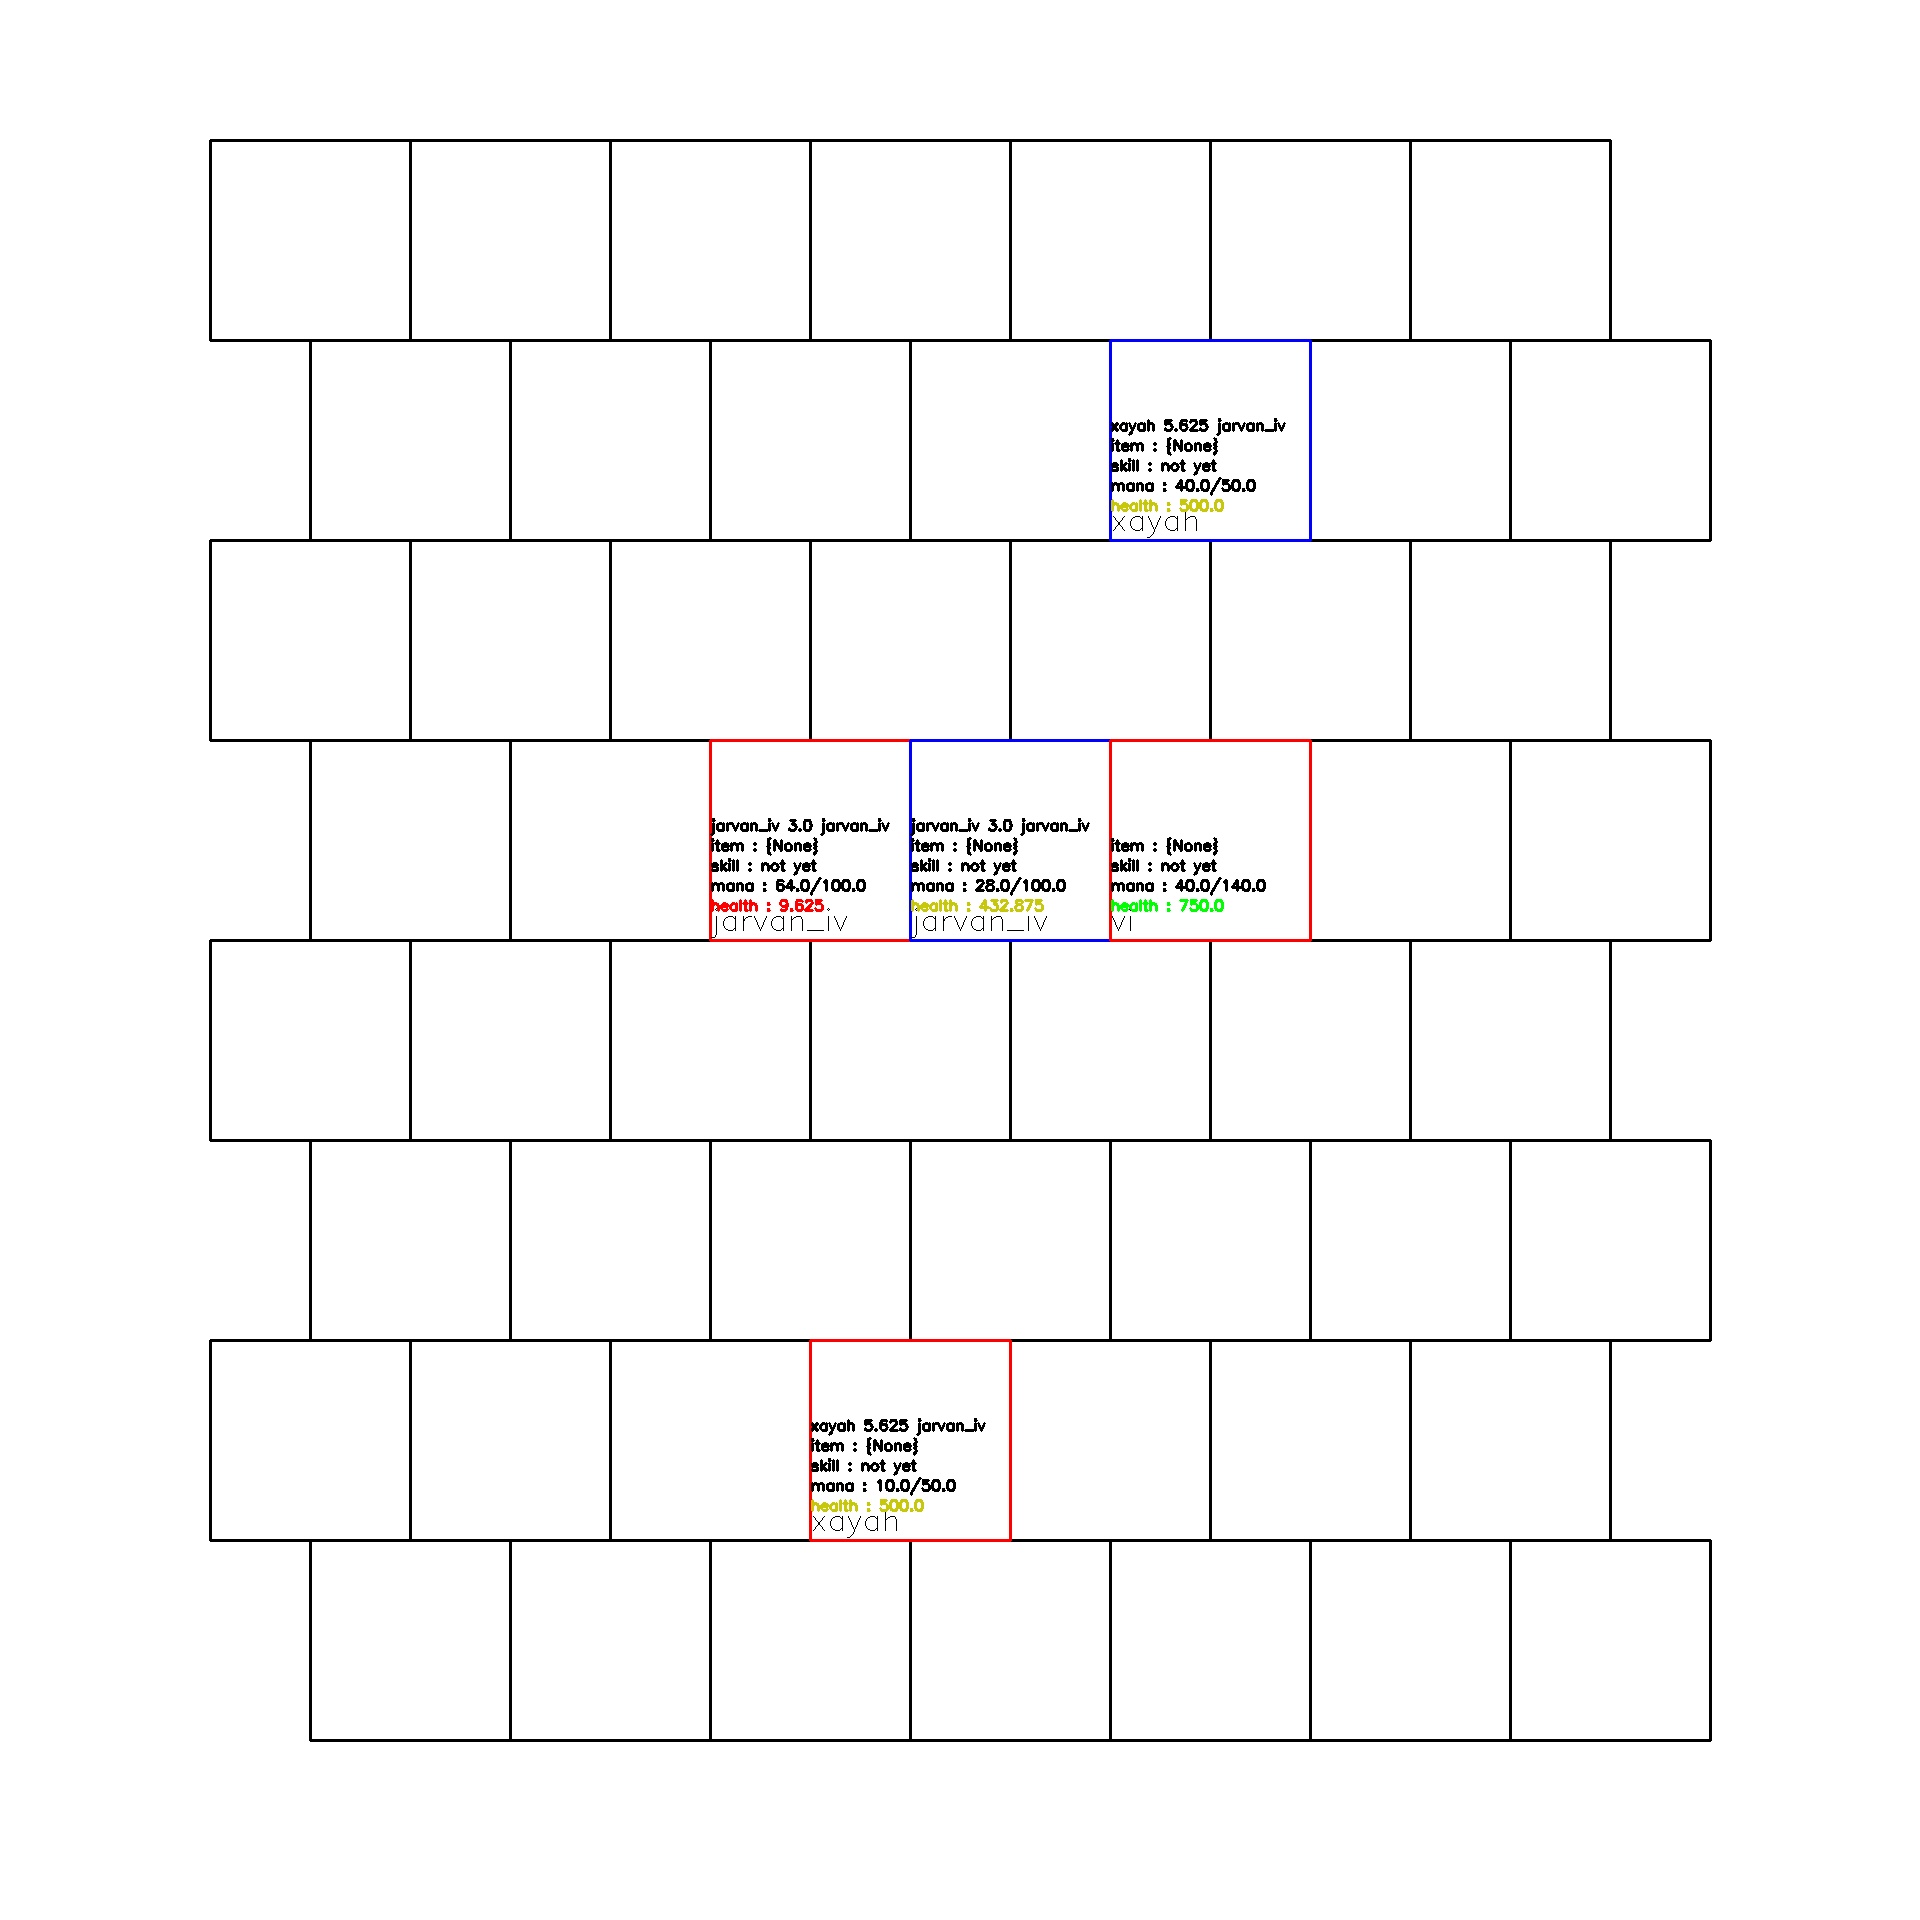 xayah 5.625 jarvan_iv
item : {None}
skill : not yet
mana : 40.0/50.0
health : 500.0
xayah
jarvan_iv 3.0 jarvan_iv
item : {None}
skill : not yet
mana : 64.0/100.0
health : 9.625
jarvan_iv
jarvan_iv 3.0 jarvan_iv
item : {None}
skill : not yet
mana : 28.0/100.0
health : 432.875
jarvan_iv
item : {None}
skill : not yet
mana : 40.0/140.0
health : 750.0
vi
xayah 5.625 jarvan_iv
item : {None}
skill : not yet
mana : 10.0/50.0
health : 500.0
xayah